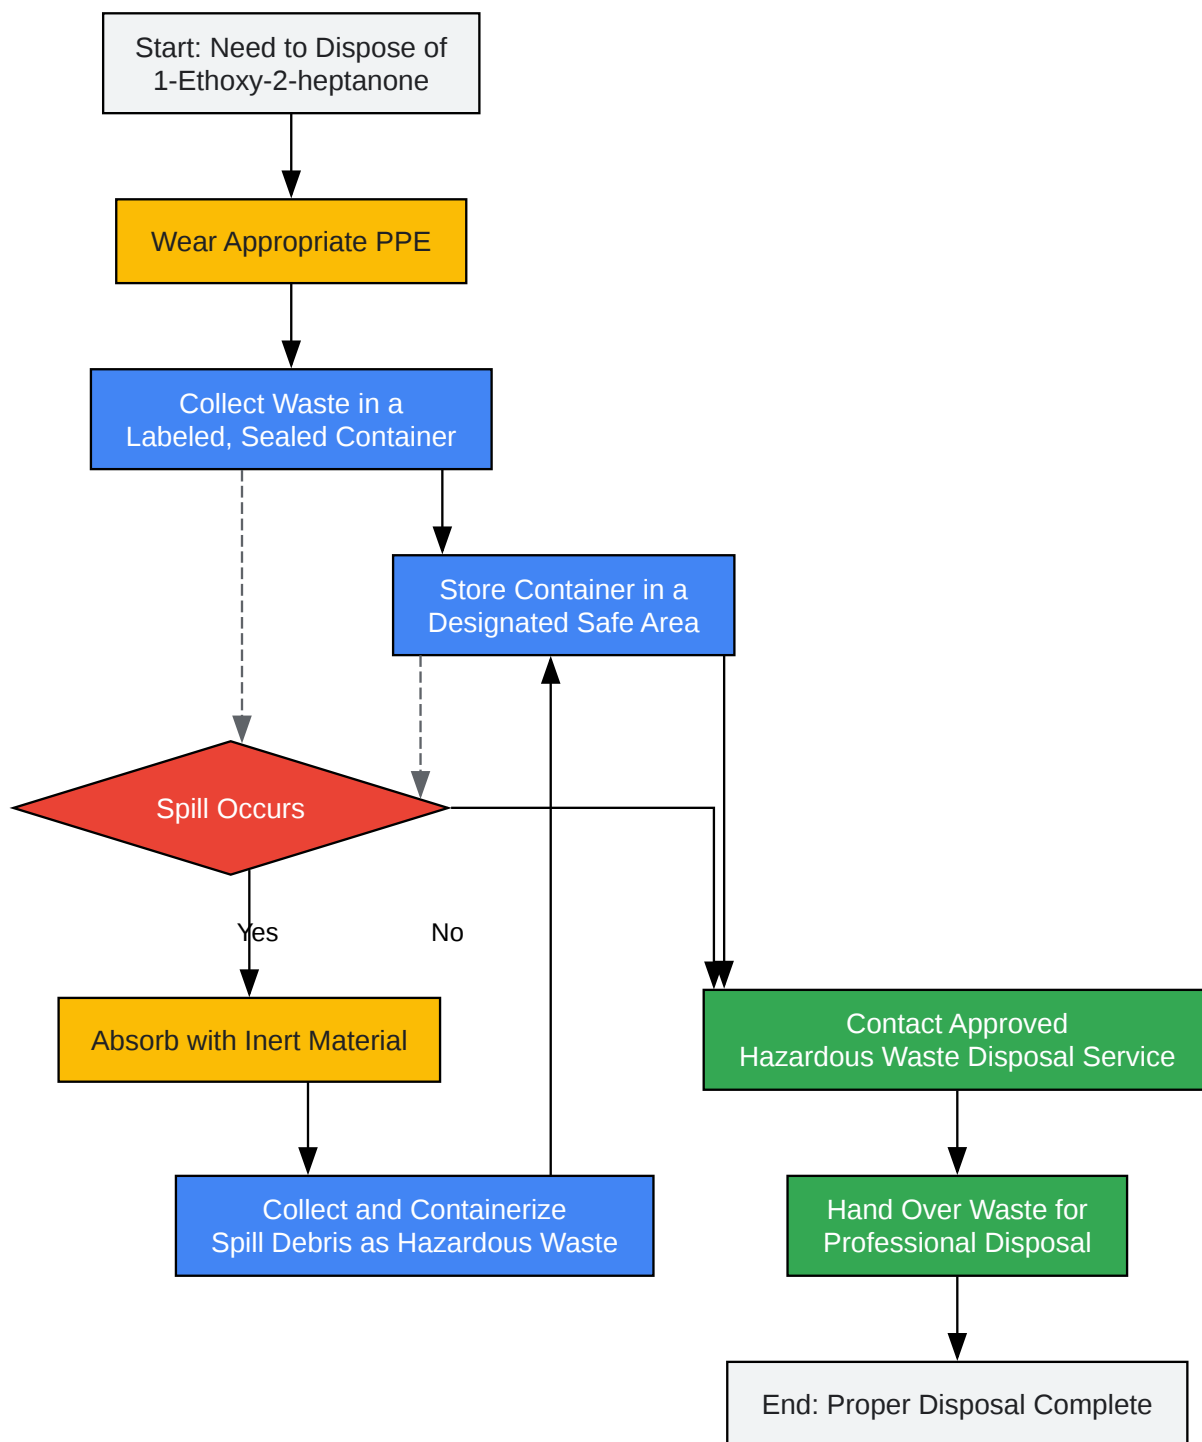 Start: Need to Dispose of
1-Ethoxy-2-heptanone
Wear Appropriate PPE
Collect Waste in a
Labeled, Sealed Container
Store Container in a
Designated Safe Area
Spill Occurs
Yes
No
Absorb with Inert Material
Contact Approved
Hazardous Waste Disposal Service
Collect and Containerize
Spill Debris as Hazardous Waste
Hand Over Waste for
Professional Disposal
End: Proper Disposal Complete